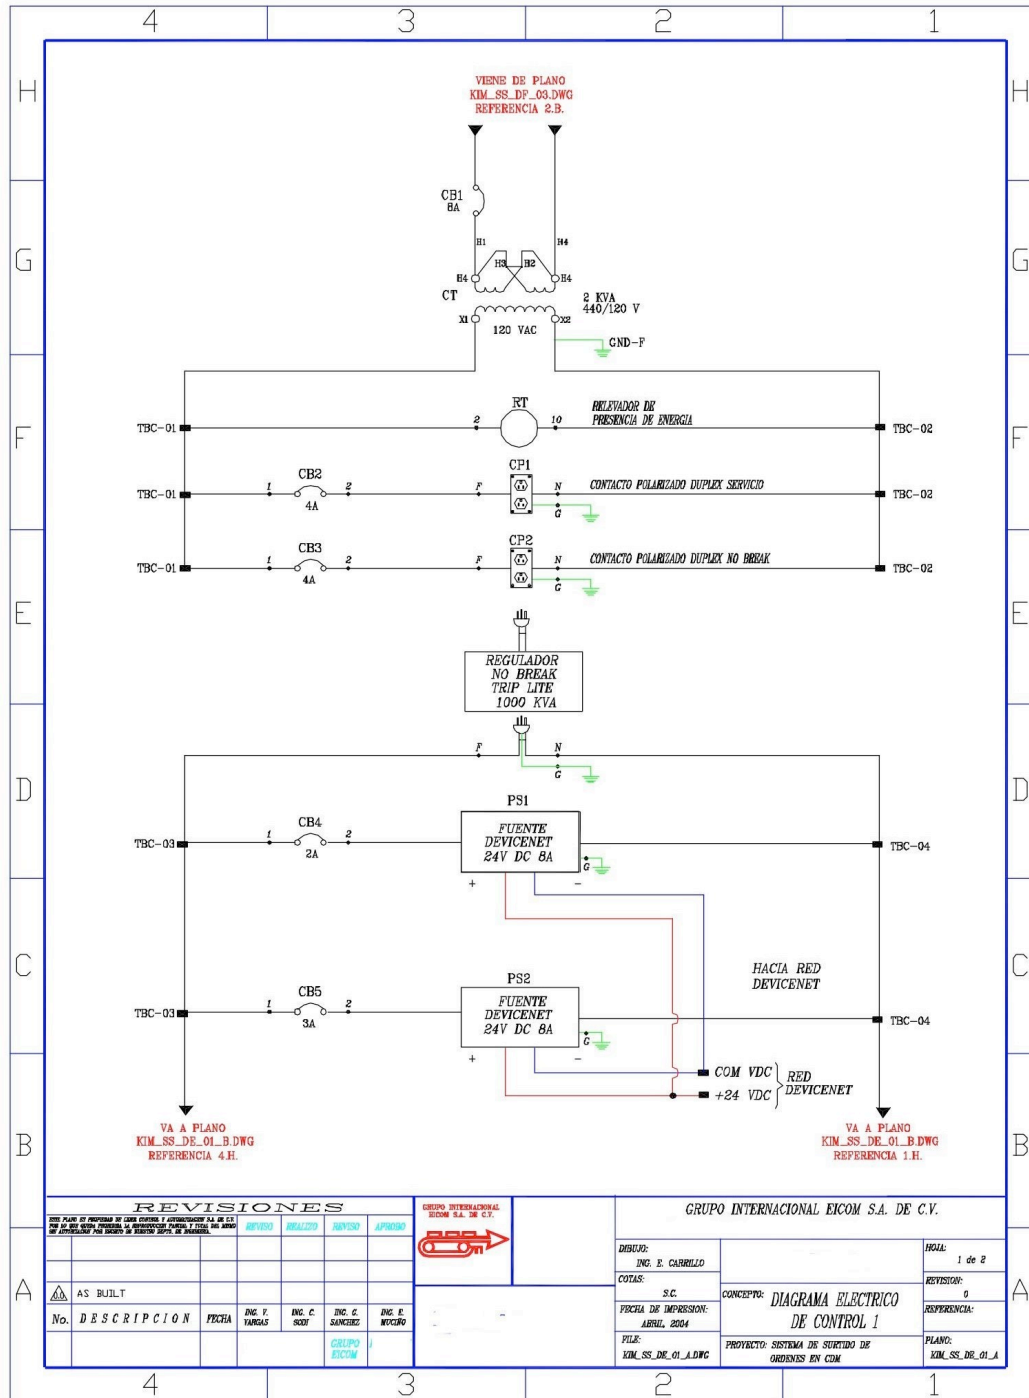 4 3 2 1
H H
VIENE DE PLANO
KIM_SS_DF_03.DWG
REFERENCIA 2.B.
CB1
8A
H1 H4
G G
H3 H2
H4 H4
CT
2 KVA
440/120 V
X1 X2
120 VAC
GND-F
RT
RELEVADOR DE
PRESENCIA DE ENERGIA
TBC-01 2 10 TBC-02
F F
CP1
CB2
CONTACTO POLARIZADO DUPLEX SERVICIO
TBC-01 1 2 F N TBC-02
4A
G
CP2
CB3
CONTACTO POLARIZADO DUPLEX NO BREAK
TBC-01 1 2 F N TBC-02
4A
G
E E
REGULADOR
NO BREAK
TRIP LITE
1000 KVA
F N
G
D D
PS1
CB4
FUENTE
DEVICENET
24V DC 8A
TBC-03 1 2 TBC-04
2A
G
+ -
C C
HACIA RED
DEVICENET
PS2
CB5
FUENTE
DEVICENET
24V DC 8A
TBC-03 1 2 TBC-04
3A
G
+ -
COM VDC
+24 VDC
RED
DEVICENET
B B
VA A PLANO
KIM_SS_DE_01_B.DWG
REFERENCIA 4.H.
VA A PLANO
KIM_SS_DE_01_B.DWG
REFERENCIA 1.H.
REVISIONES
REVISO REALIZO REVISO APROBO
0.0 AS BUILT
No. DESCRIPCION FECHA
ING. V. VARGAS
ING. C. SODI
ING. G. SANCHEZ
ING. E. MUCIÑO
GRUPO
EICOM
GRUPO INTERNACIONAL
EICOM S.A. DE C.V.
GRUPO INTERNACIONAL EICOM S.A. DE C.V.
DIBUJO:
ING. E. CARRILLO
COTAS:
S.C.
FECHA DE IMPRESION:
ABRIL, 2004
FILE:
KIM_SS_DE_01_A.DWG
CONCEPTO: DIAGRAMA ELECTRICO
DE CONTROL 1
PROYECTO: SISTEMA DE SURTIDO DE
ORDENES EN CDM
HOJA:
1 de 2
REVISION:
0
REFERENCIA:
PLANO:
KIM_SS_DE_01_A
A A
4 3 2 1